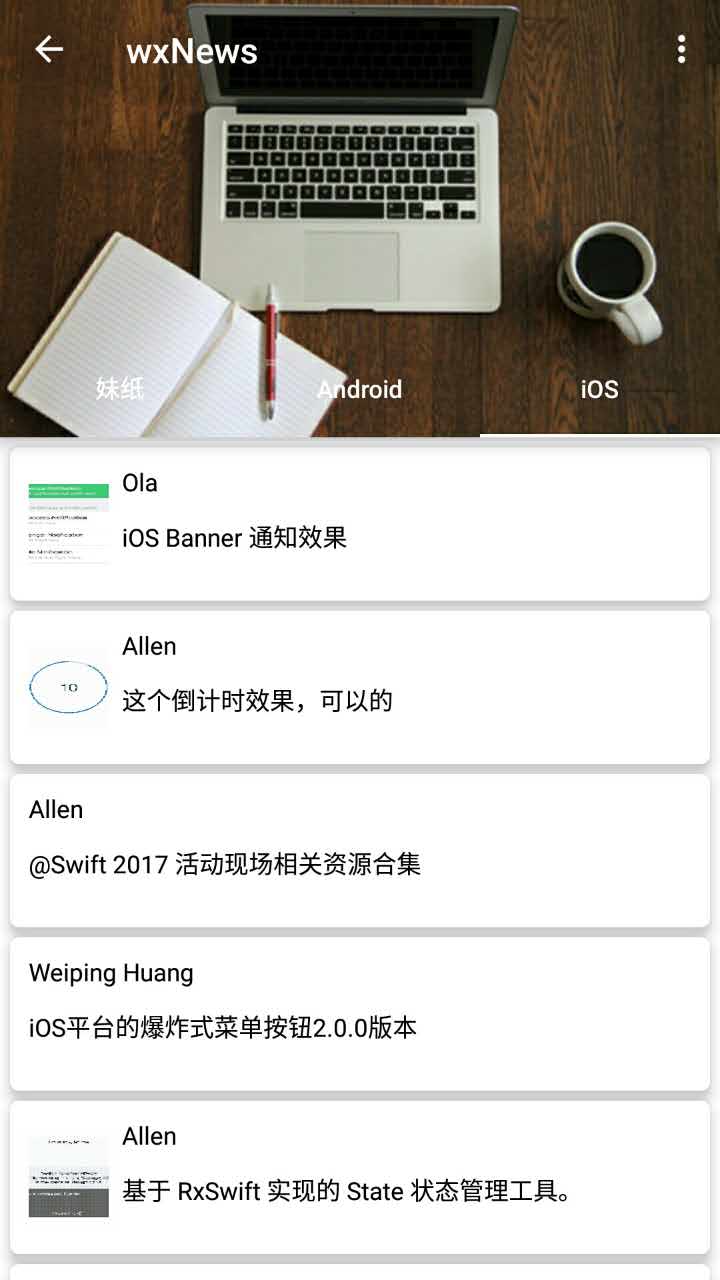 wxNews
妹纸
Android
iOS
Ola
iOS Banner 通知效果
10
Allen
这个倒计时效果，可以的
Allen
@Swift 2017 活动现场相关资源合集
Weiping Huang
iOS平台的爆炸式菜单按钮2.0.0版本
Allen
基于 RxSwift 实现的 State 状态管理工具。